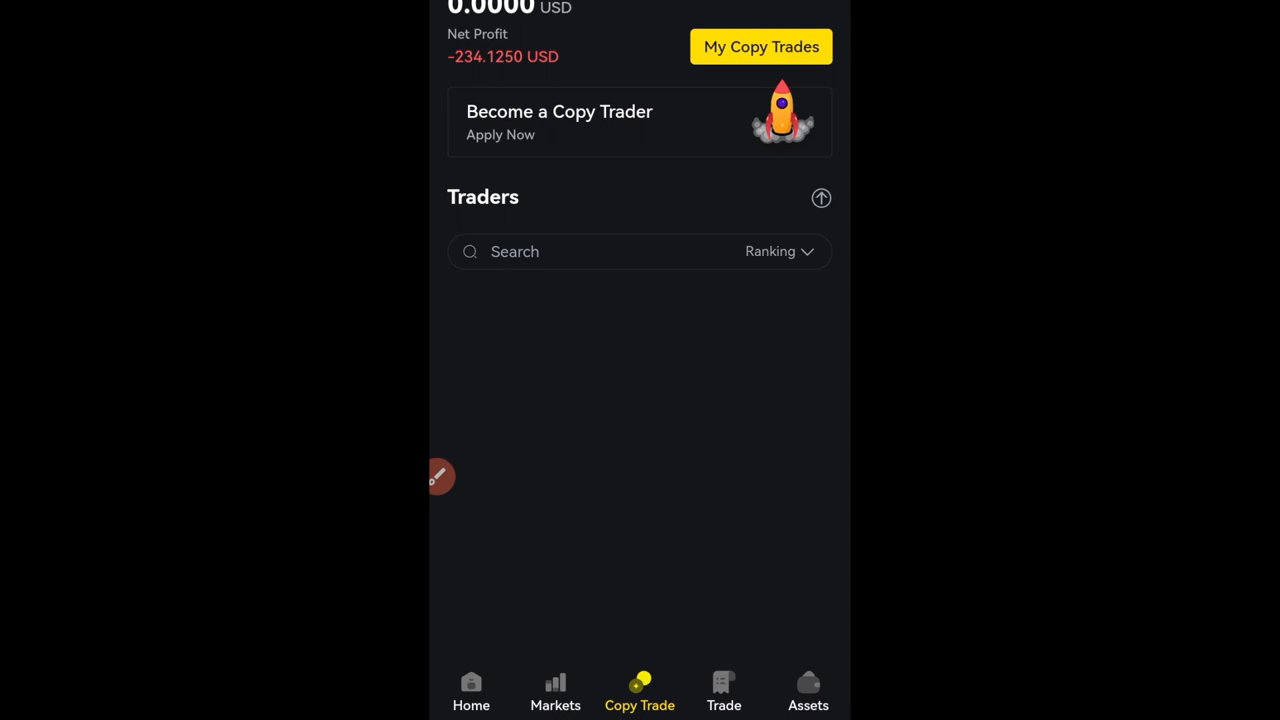 0.0000 USD
Net Profit
-234.1250 USD
My Copy Trades
Become a Copy Trader
Apply Now
Traders
Search
Ranking
Home
Markets
Copy Trade
Trade
Assets